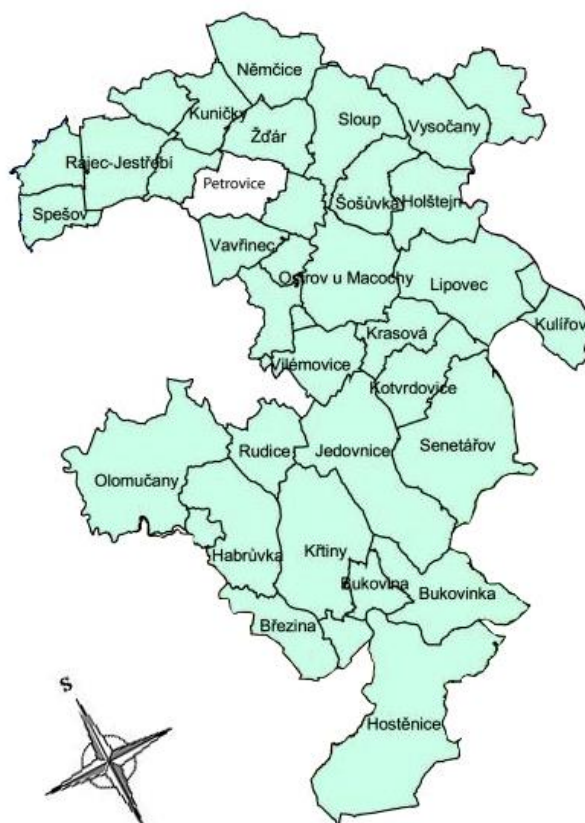 Němčice
Kuničky
Žďár
Sloup
Vysočany
Rájec-Jestřebí
Petrovice
Šošůvka
Holštejn
Spešov
Vavřinec
Ostrov u Macochy
Lipovec
Kulířov
Krasová
Vilémovice
Kotvrdovice
Rudice
Jedovnice
Senetářov
Olomučany
Habrůvka
Křtiny
Bukovina
Bukovinka
Březina
S
Hostěnice